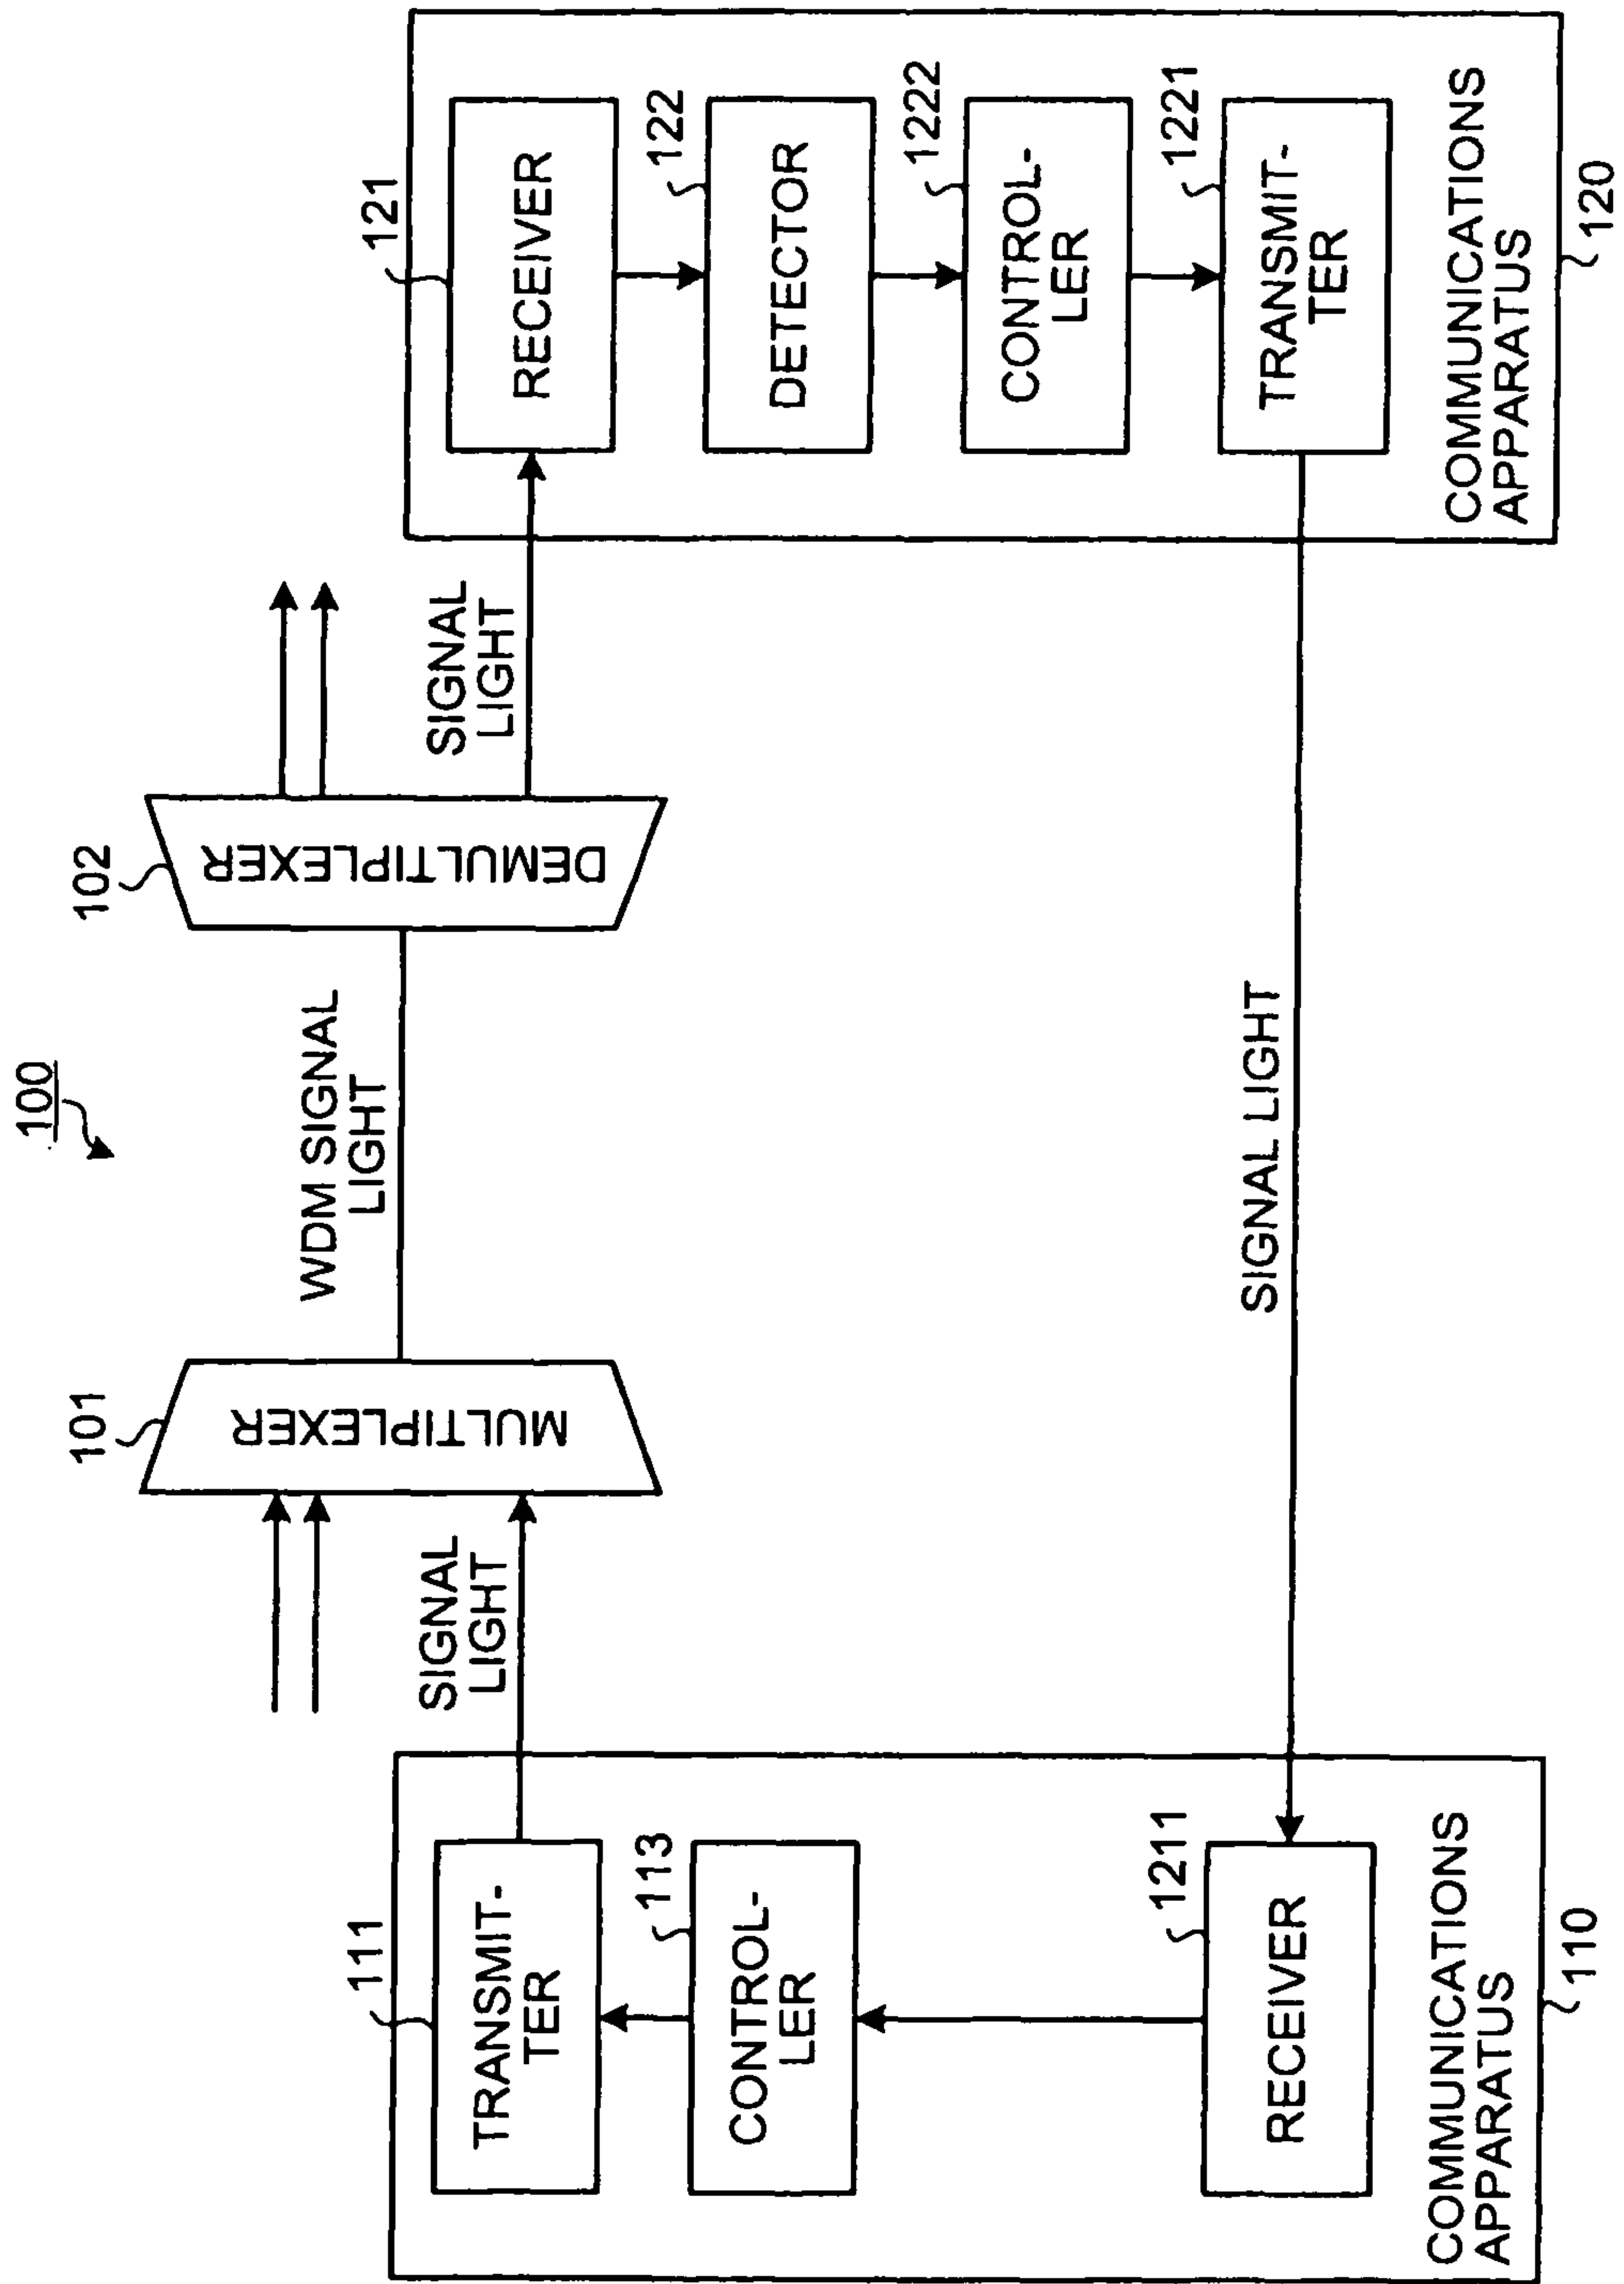 100
101
MULTIPLEXER
WDM SIGNAL
LIGHT
102
DEMULTIPLEXER
SIGNAL
LIGHT
SIGNAL
LIGHT
111
TRANSMIT-
TER
113
CONTROL-
LER
1211
RECEIVER
COMMUNICATIONS
APPARATUS
110
SIGNAL LIGHT
121
RECEIVER
122
DETECTOR
1222
CONTROL-
LER
1221
TRANSMIT-
TER
COMMUNICATIONS
APPARATUS
120